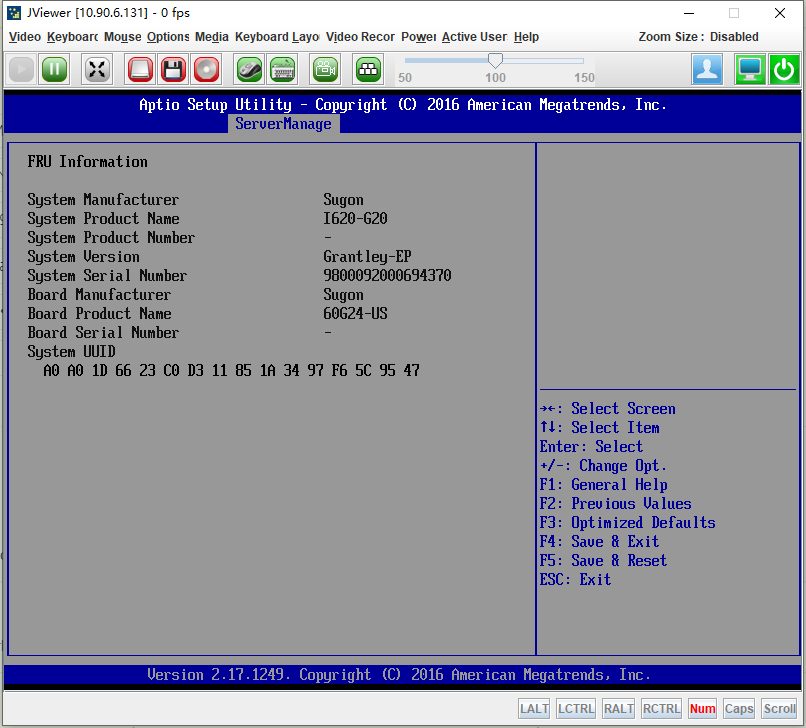 JViewer [10.90.6.131] - 0 fps
Video Keyboard Mouse Options Media Keyboard Layo Video Recor Power Active User Help Zoom Size : Disabled
50 100 150
Aptio Setup Utility - Copyright (C) 2016 American Megatrends, Inc.
ServerManage
FRU Information
System Manufacturer Sugon
System Product Name I620-G20
System Product Number -
System Version Grantley-EP
System Serial Number 9800092000694370
Board Manufacturer Sugon
Board Product Name 60G24-US
Board Serial Number -
System UUID
A0 A0 1D 66 23 C0 D3 11 85 1A 34 97 F6 5C 95 47
→←: Select Screen
↑↓: Select Item
Enter: Select
+/-: Change Opt.
F1: General Help
F2: Previous Values
F3: Optimized Defaults
F4: Save & Exit
F5: Save & Reset
ESC: Exit
Version 2.17.1249. Copyright (C) 2016 American Megatrends, Inc.
LALT LCTRL RALT RCTRL Num Caps Scroll